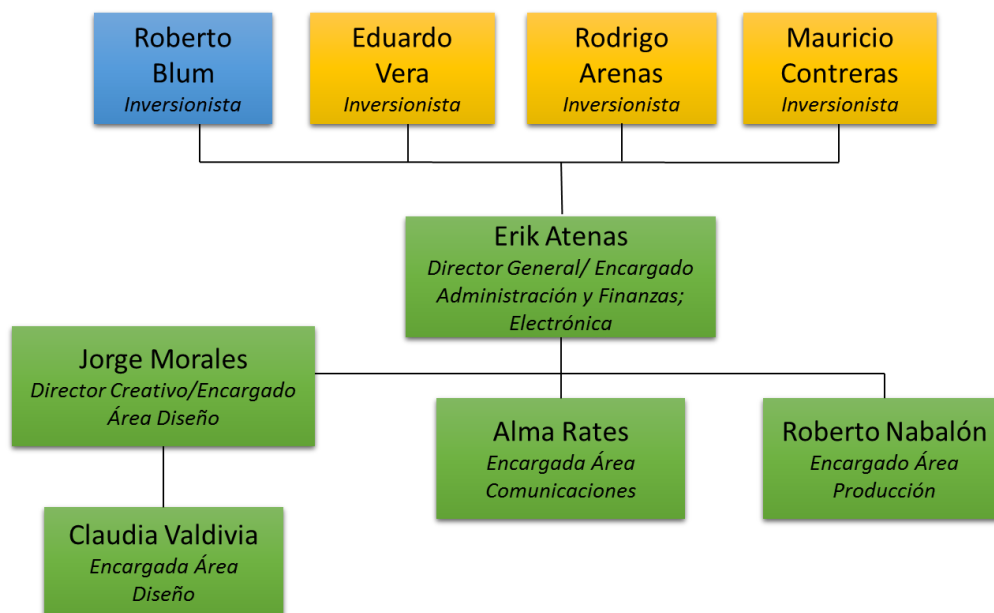 Roberto
Blum
Inversionista
Eduardo
Vera
Inversionista
Rodrigo
Arenas
Inversionista
Mauricio
Contreras
Inversionista
Erik Atenas
Director General/ Encargado
Administración y Finanzas;
Electrónica
Jorge Morales
Director Creativo/Encargado
Área Diseño
Alma Rates
Encargada Área
Comunicaciones
Roberto Nabalón
Encargado Área
Producción
Claudia Valdivia
Encargada Área
Diseño